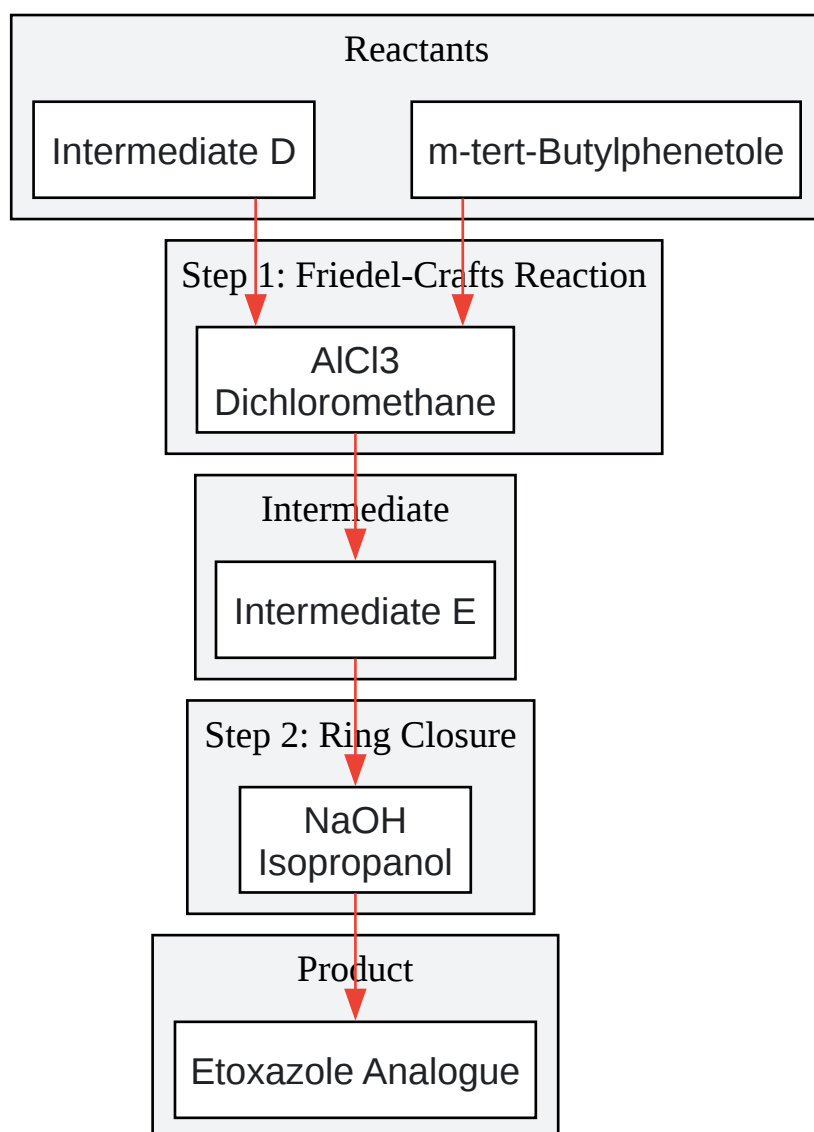 Reactants
Intermediate D
m-tert-Butylphenetole
Step 1: Friedel-Crafts Reaction
AlCl3
Dichloromethane
Intermediate
Intermediate E
Step 2: Ring Closure
NaOH
Isopropanol
Product
Etoxazole Analogue